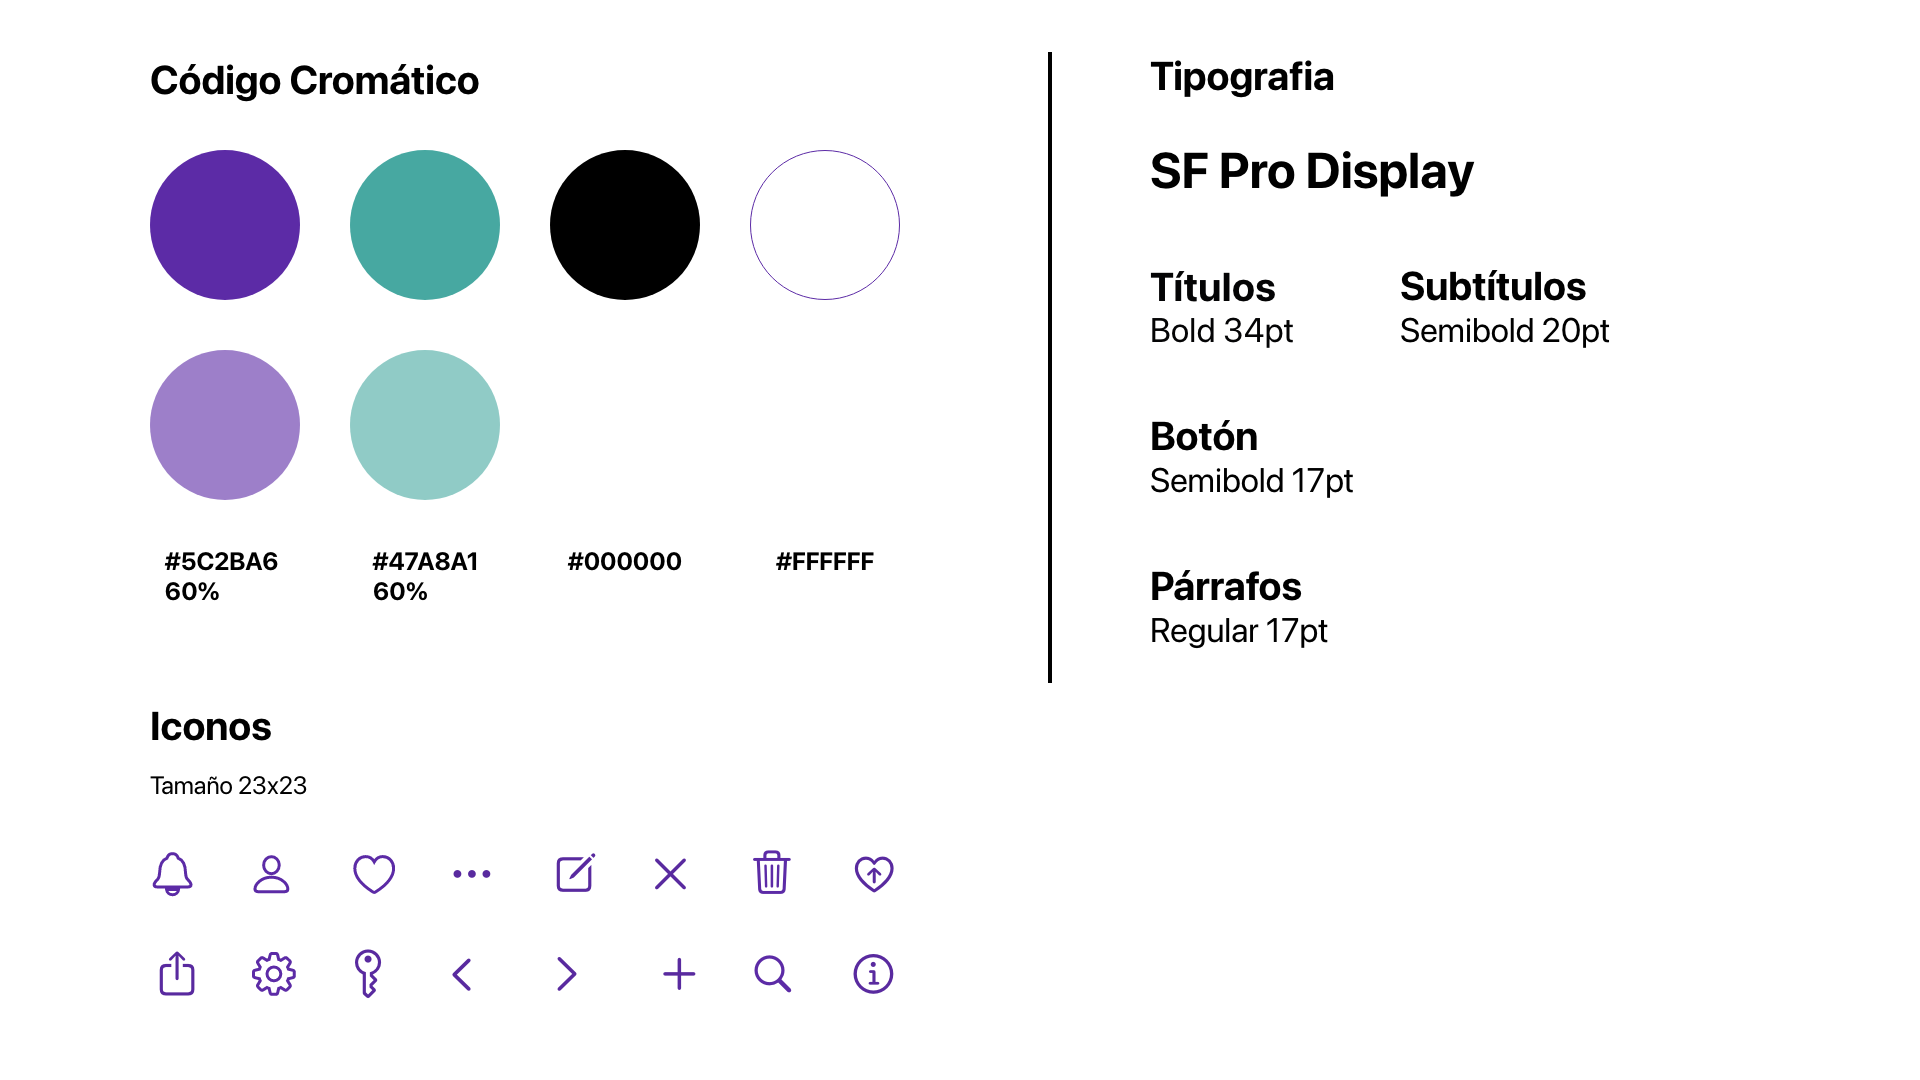 Código Cromático
#5C2BA6
60%
#47A8A1
60%
#000000
#FFFFFF
Tipografia
SF Pro Display
Títulos
Bold 34pt
Subtítulos
Semibold 20pt
Botón
Semibold 17pt
Párrafos
Regular 17pt
Iconos
Tamaño 23x23